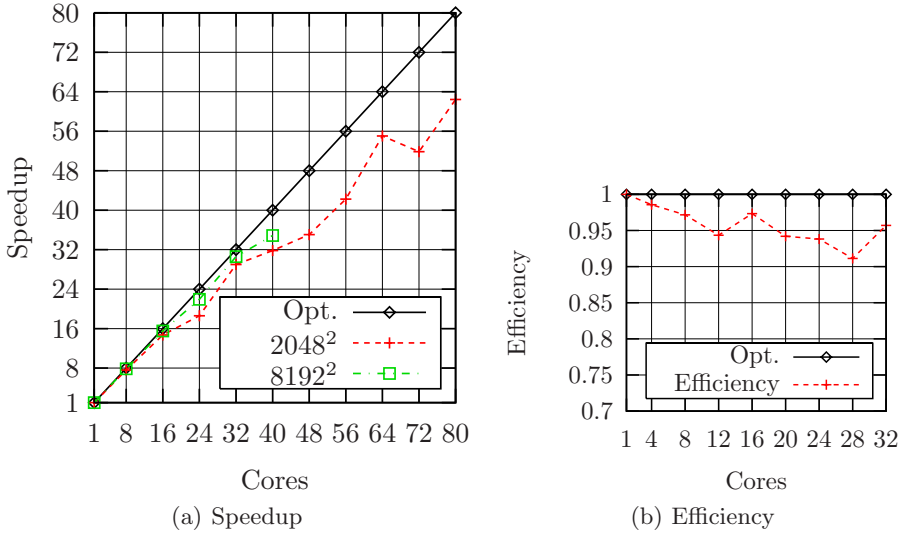 80
72
64
56
48
40
32
24
16
8
1
Speedup
Opt.
2048²
8192²
1 8 16 24 32 40 48 56 64 72 80
Cores
(a) Speedup
1
0.95
0.9
0.85
0.8
0.75
0.7
Efficiency
Opt.
Efficiency
1 4 8 12 16 20 24 28 32
Cores
(b) Efficiency